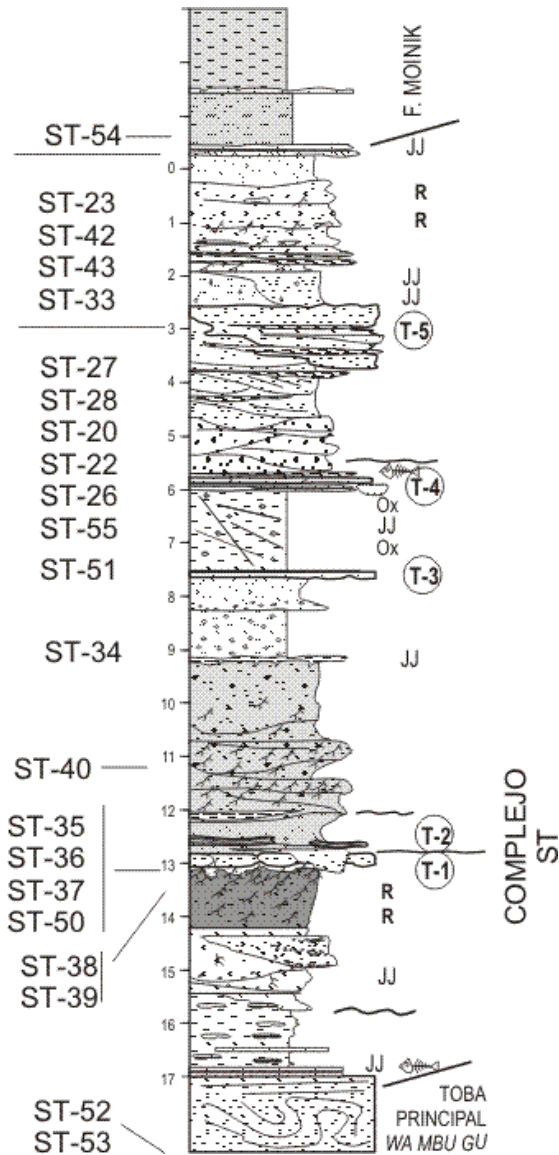 F. MOINIK
ST-54
JJ
0
ST-23
R
1
R
ST-42
ST-43
2
JJ
ST-33
JJ
3
T-5
ST-27
4
ST-28
ST-20
5
ST-22
T-4
ST-26
6
Ox
ST-55
JJ
7
Ox
ST-51
T-3
8
ST-34
9
JJ
10
11
ST-40
12
ST-35
T-2
ST-36
13
T-1
COMPLEJO
ST
ST-37
R
ST-50
14
R
ST-38
15
JJ
ST-39
16
JJ
17
TOBA
ST-52
PRINCIPAL
ST-53
WA MBU GU